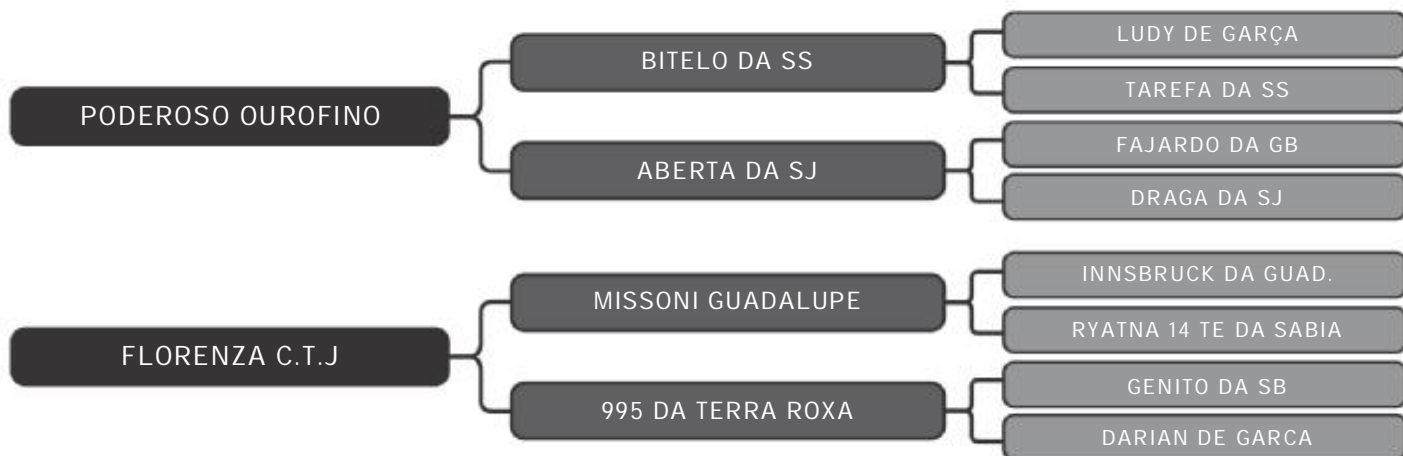 LUDY DE GARÇA
BITELO DA SS
TAREFA DA SS
PODEROSO OUROFINO
FAJARDO DA GB
ABERTA DA SJ
DRAGA DA SJ
INNSBRUCK DA GUAD.
MISSONI GUADALUPE
RYATNA 14 TE DA SABIA
FLORENZA C.T.J
GENITO DA SB
995 DA TERRA ROXA
DARIAN DE GARCA